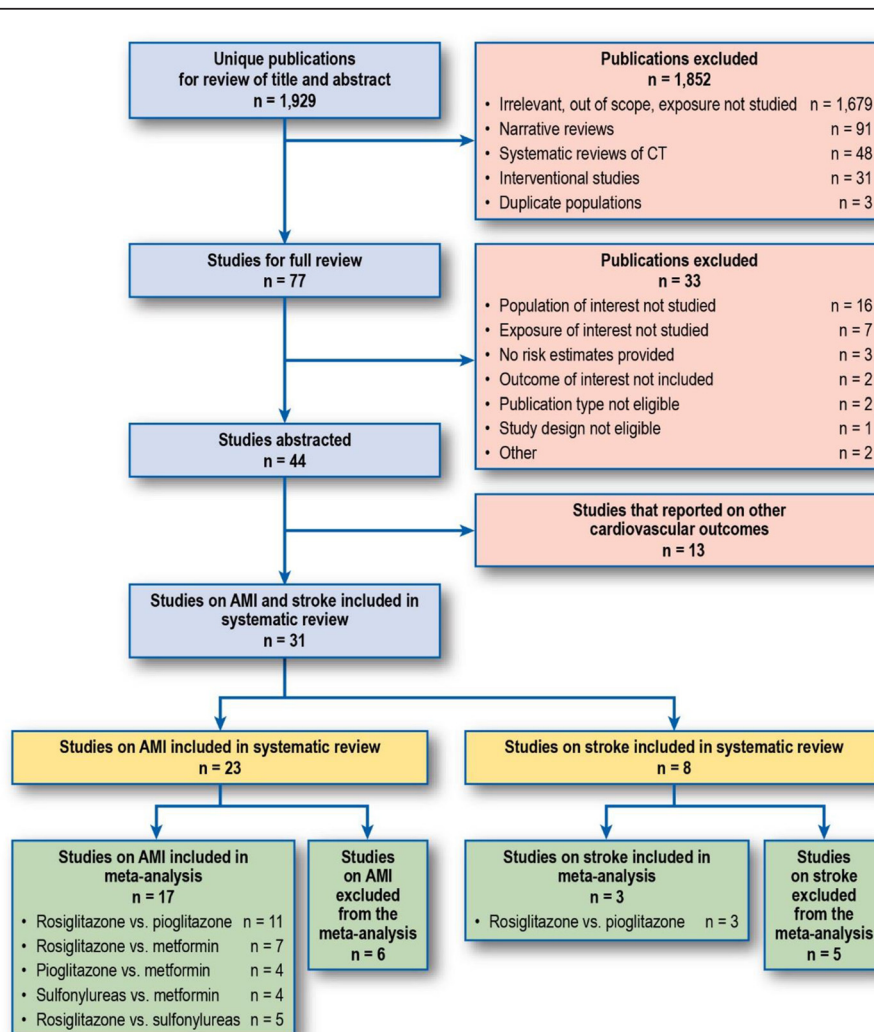 Unique publications
for review of title and abstract
n = 1,929
Publications excluded
n = 1,852
• Irrelevant, out of scope, exposure not studied n = 1,679
• Narrative reviews n = 91
• Systematic reviews of CT n = 48
• Interventional studies n = 31
• Duplicate populations n = 3
Studies for full review
n = 77
Publications excluded
n = 33
• Population of interest not studied n = 16
• Exposure of interest not studied n = 7
• No risk estimates provided n = 3
• Outcome of interest not included n = 2
• Publication type not eligible n = 2
• Study design not eligible n = 1
• Other n = 2
Studies abstracted
n = 44
Studies that reported on other
cardiovascular outcomes
n = 13
Studies on AMI and stroke included in
systematic review
n = 31
Studies on AMI included in systematic review
n = 23
Studies on stroke included in systematic review
n = 8
Studies on AMI included in
meta-analysis
n = 17
• Rosiglitazone vs. pioglitazone n = 11
• Rosiglitazone vs. metformin n = 7
• Pioglitazone vs. metformin n = 4
• Sulfonylureas vs. metformin n = 4
• Rosiglitazone vs. sulfonylureas n = 5
Studies
on AMI
excluded
from the
meta-analysis
n = 6
Studies on stroke included in
meta-analysis
n = 3
• Rosiglitazone vs. pioglitazone n = 3
Studies
on stroke
excluded
from the
meta-analysis
n = 5